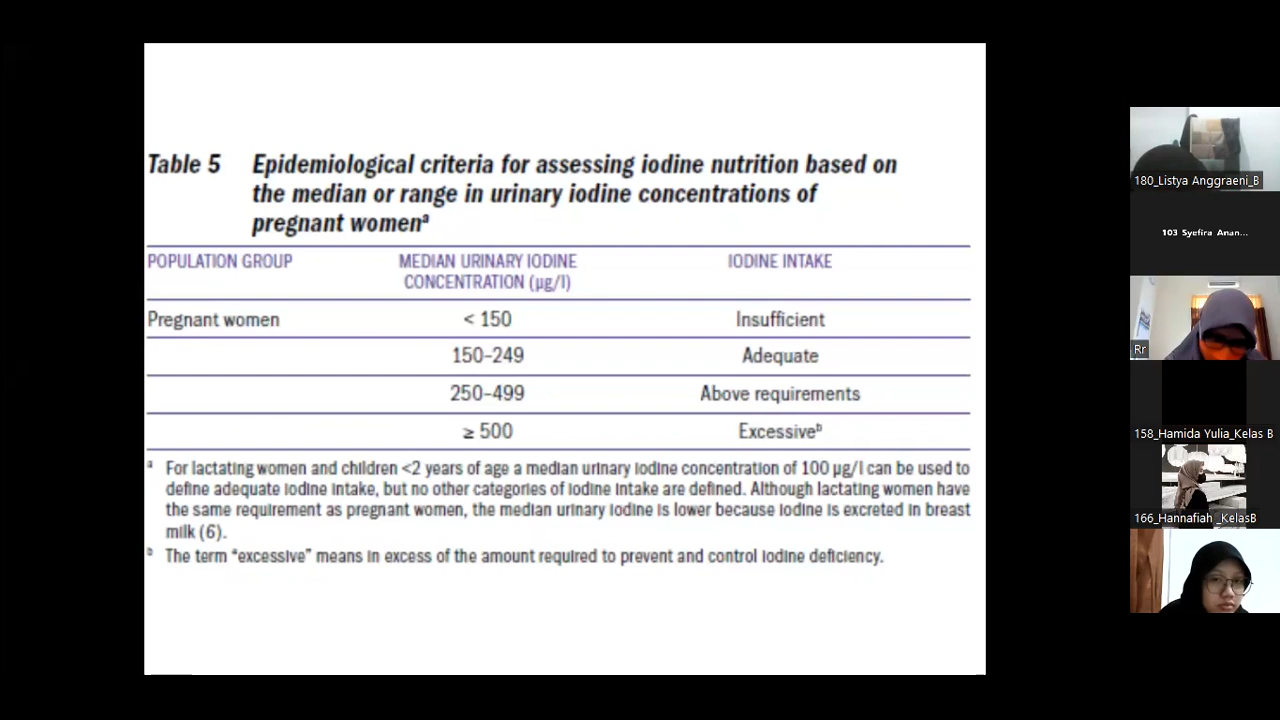 Table 5 Epidemiological criteria for assessing iodine nutrition based on
the median or range in urinary iodine concentrations of
pregnant womenᵃ
POPULATION GROUP MEDIAN URINARY IODINE IODINE INTAKE
CONCENTRATION (µg/l)
Pregnant women < 150 Insufficient
150–249 Adequate
250–499 Above requirements
≥ 500 Excessiveᵇ
ᵃ For lactating women and children <2 years of age a median urinary iodine concentration of 100 µg/l can be used to
define adequate iodine intake, but no other categories of iodine intake are defined. Although lactating women have
the same requirement as pregnant women, the median urinary iodine is lower because iodine is excreted in breast
milk (6).
ᵇ The term “excessive” means in excess of the amount required to prevent and control iodine deficiency.
180_Listya Anggraeni_B
103 Syefira Anan...
Rr
158_Hamida Yulia_Kelas B
166_Hannafiah _KelasB